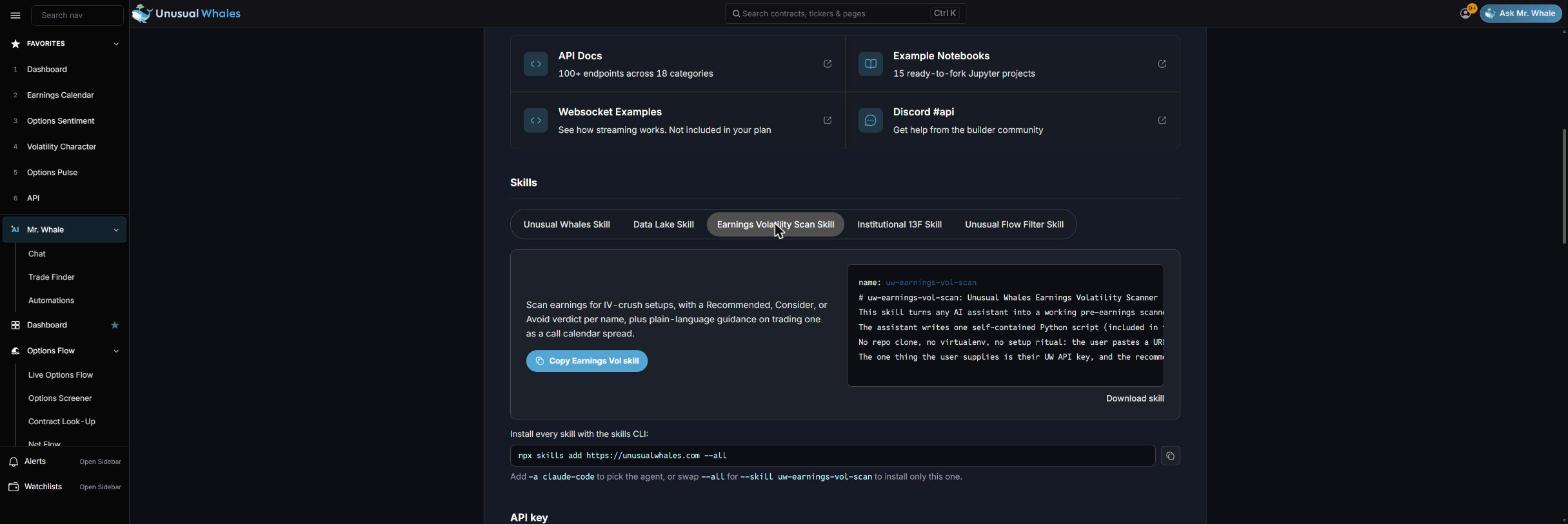 Search nav
Unusual Whales
Search contracts, tickers & pages
Ctrl K
9+
Ask Mr. Whale
FAVORITES
1 Dashboard
2 Earnings Calendar
3 Options Sentiment
4 Volatility Character
5 Options Pulse
6 API
AI Mr. Whale
Chat
Trade Finder
Automations
Dashboard
Options Flow
Live Options Flow
Options Screener
Contract Look-Up
Net Flow
Alerts Open Sidebar
Watchlists Open Sidebar
API Docs
100+ endpoints across 18 categories
Example Notebooks
15 ready-to-fork Jupyter projects
Websocket Examples
See how streaming works. Not included in your plan
Discord #api
Get help from the builder community
Skills
Unusual Whales Skill
Data Lake Skill
Earnings Volatility Scan Skill
Institutional 13F Skill
Unusual Flow Filter Skill
Scan earnings for IV-crush setups, with a Recommended, Consider, or
Avoid verdict per name, plus plain-language guidance on trading one
as a call calendar spread.
Copy Earnings Vol skill
name: uw-earnings-vol-scan
# uw-earnings-vol-scan: Unusual Whales Earnings Volatility Scanner
This skill turns any AI assistant into a working pre-earnings scann
The assistant writes one self-contained Python script (included in
No repo clone, no virtualenv, no setup ritual: the user pastes a UR
The one thing the user supplies is their UW API key, and the recomm
Download skill
Install every skill with the skills CLI:
npx skills add https://unusualwhales.com --all
Add -a claude-code to pick the agent, or swap --all for --skill uw-earnings-vol-scan to install only this one.
API key